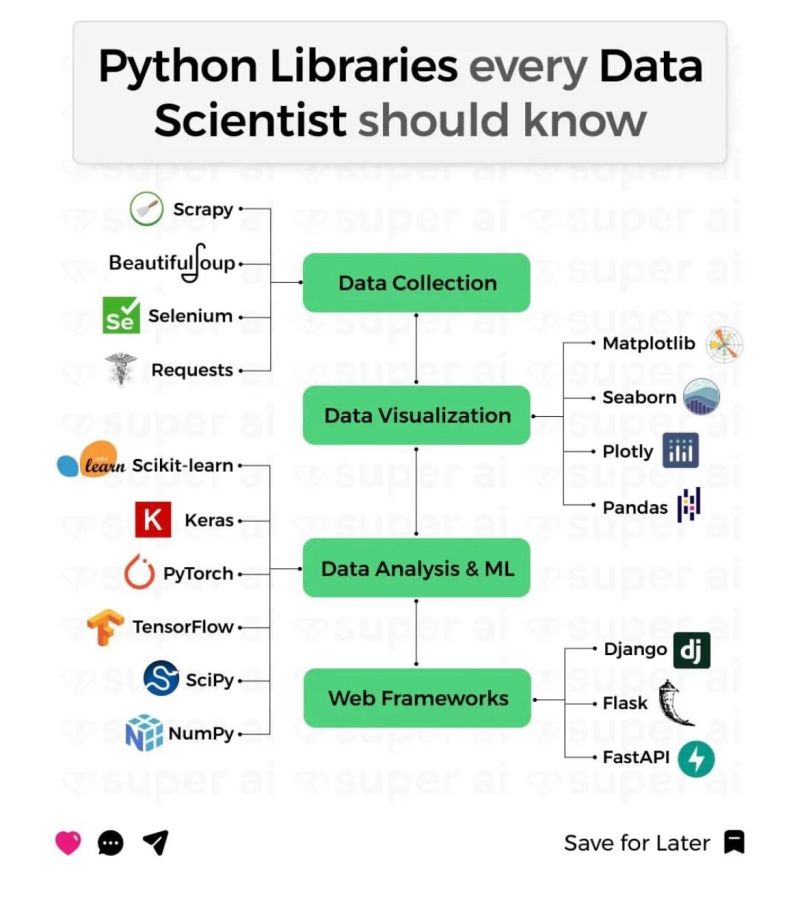 Python Libraries every Data
Scientist should know
Scrapy
BeautifulSoup
Selenium
Requests
Data Collection
Data Visualization
Matplotlib
Seaborn
Plotly
Pandas
Scikit-learn
Keras
PyTorch
TensorFlow
SciPy
NumPy
Data Analysis & ML
Web Frameworks
Django
Flask
FastAPI
Se
learn
K
dj
super ai
Save for Later